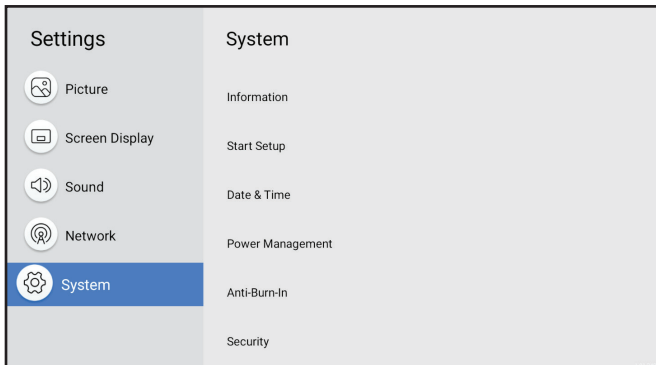 Settings
Picture
Screen Display
Sound
Network
System
System
Information
Start Setup
Date & Time
Power Management
Anti-Burn-In
Security